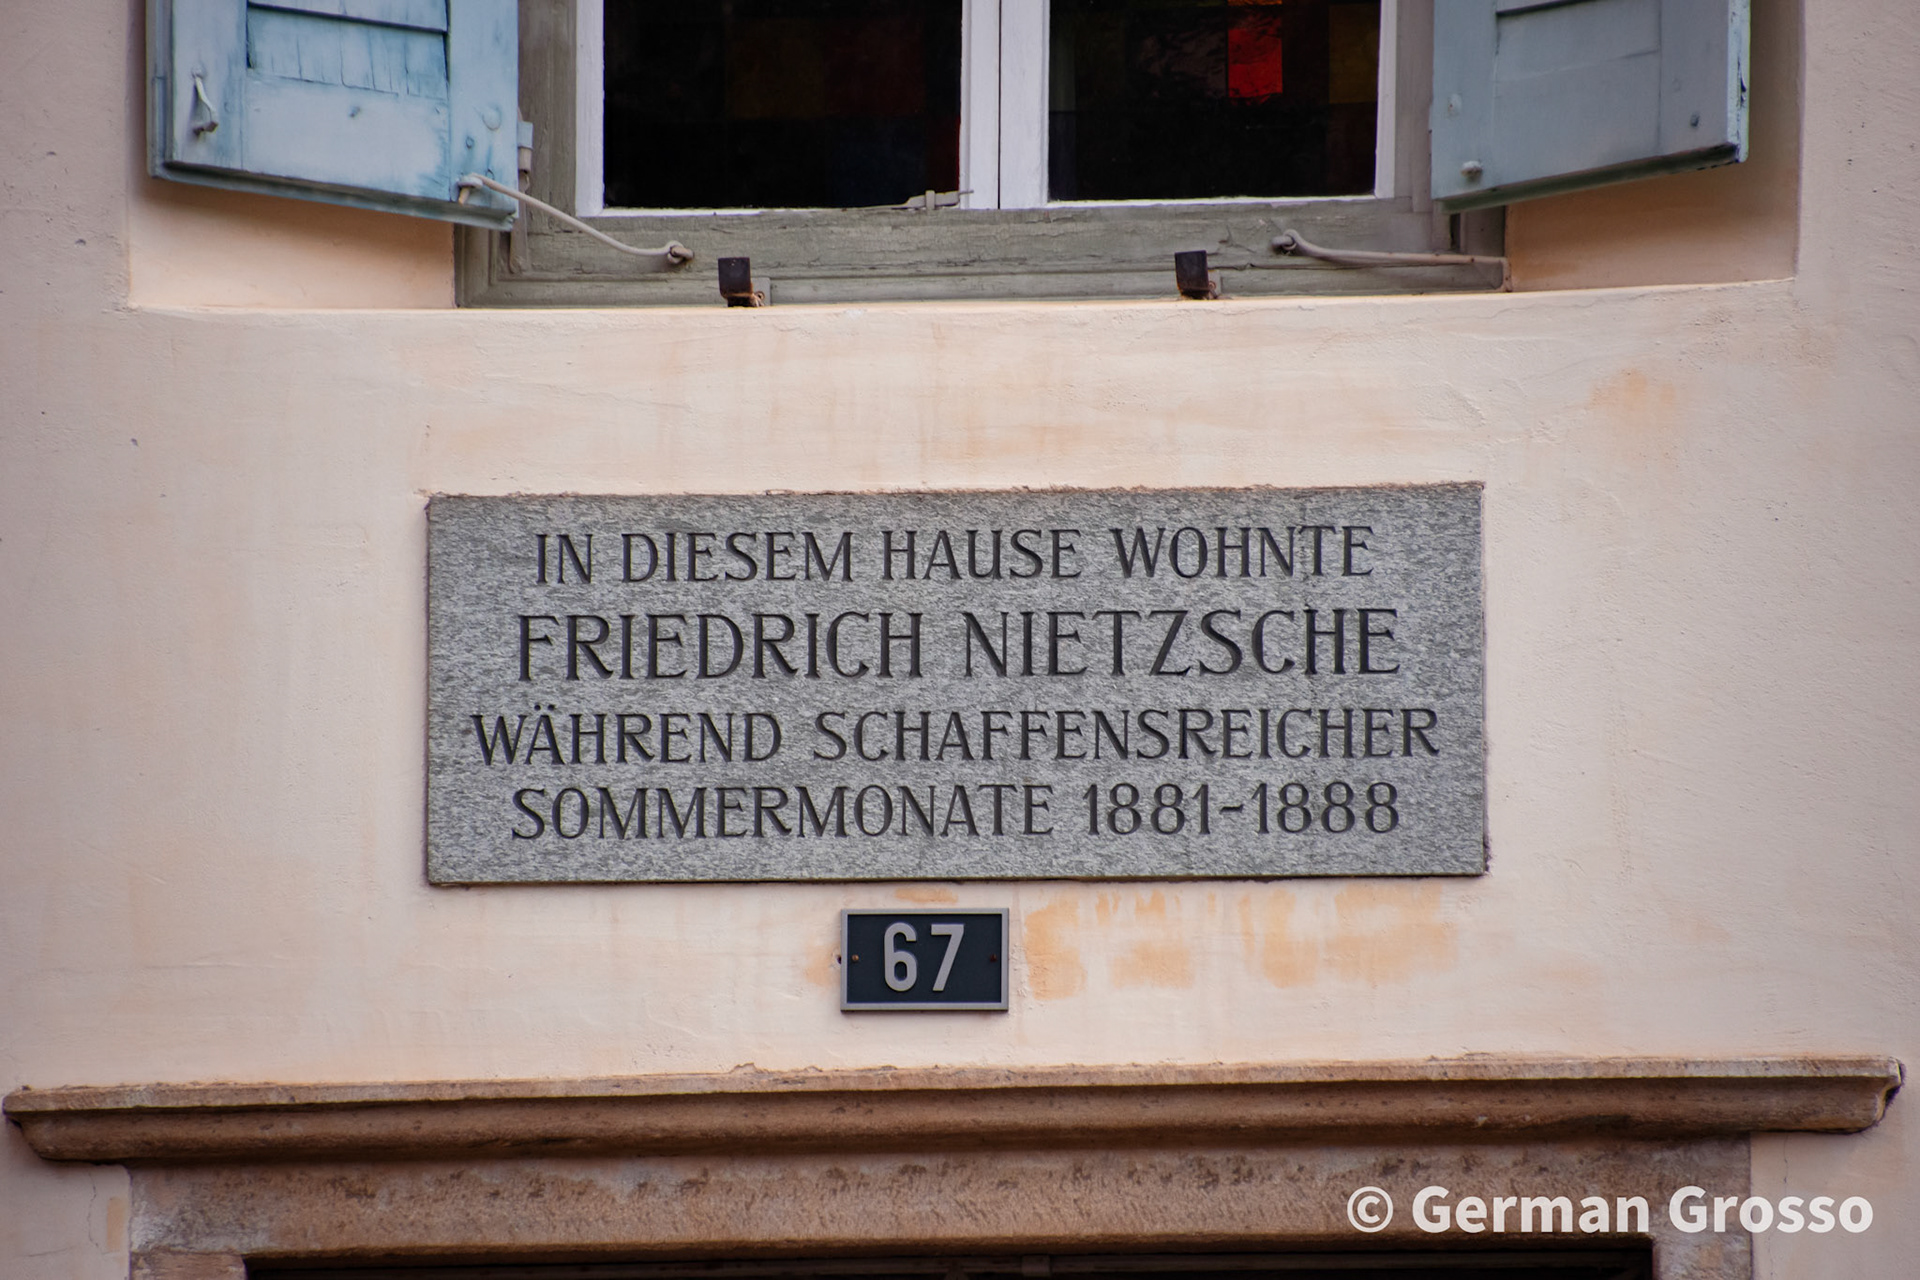 IN DIESEM HAUSE WOHNTE
FRIEDRICH NIETZSCHE
WÄHREND SCHAFFENSREICHER
SOMMERMONATE 1881-1888
67
© German Grosso